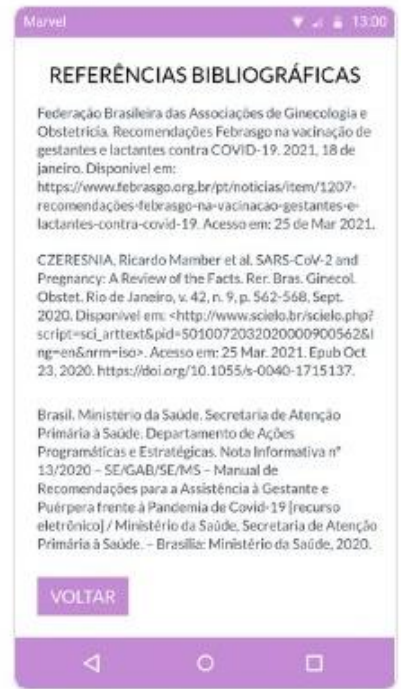 Marvel 13:00
REFERÊNCIAS BIBLIOGRÁFICAS
Federação Brasileira das Associações de Ginecologia e
Obstetrícia. Recomendações Febrasgo na vacinação de
gestantes e lactantes contra COVID-19. 2021, 18 de
janeiro. Disponível em:
https://www.febrasgo.org.br/pt/noticias/item/1207-
recomendações-febrasgo-na-vacinacao-gestantes-e-
lactantes-contra-covid-19. Acesso em: 25 de Mar 2021.
CZERESNIA, Ricardo Mamber et al. SARS-CoV-2 and
Pregnancy: A Review of the Facts. Rer. Bras. Ginecol.
Obstet. Rio de Janeiro, v. 42, n. 9, p. 562-568, Sept.
2020. Disponível em: <http://www.scielo.br/scielo.php?
script=sci_arttext&pid=S010072032020000900562&l
ng=en&nrm=iso>. Acesso em: 25 Mar. 2021. Epub Oct
23, 2020. https://doi.org/10.1055/s-0040-1715137.
Brasil. Ministério da Saúde. Secretaria de Atenção
Primária à Saúde. Departamento de Ações
Programáticas e Estratégicas. Nota Informativa nº
13/2020 – SE/GAB/SE/MS – Manual de
Recomendações para a Assistência à Gestante e
Puérpera frente à Pandemia de Covid-19 [recurso
eletrônico] / Ministério da Saúde, Secretaria de Atenção
Primária à Saúde. – Brasília: Ministério da Saúde, 2020.
VOLTAR